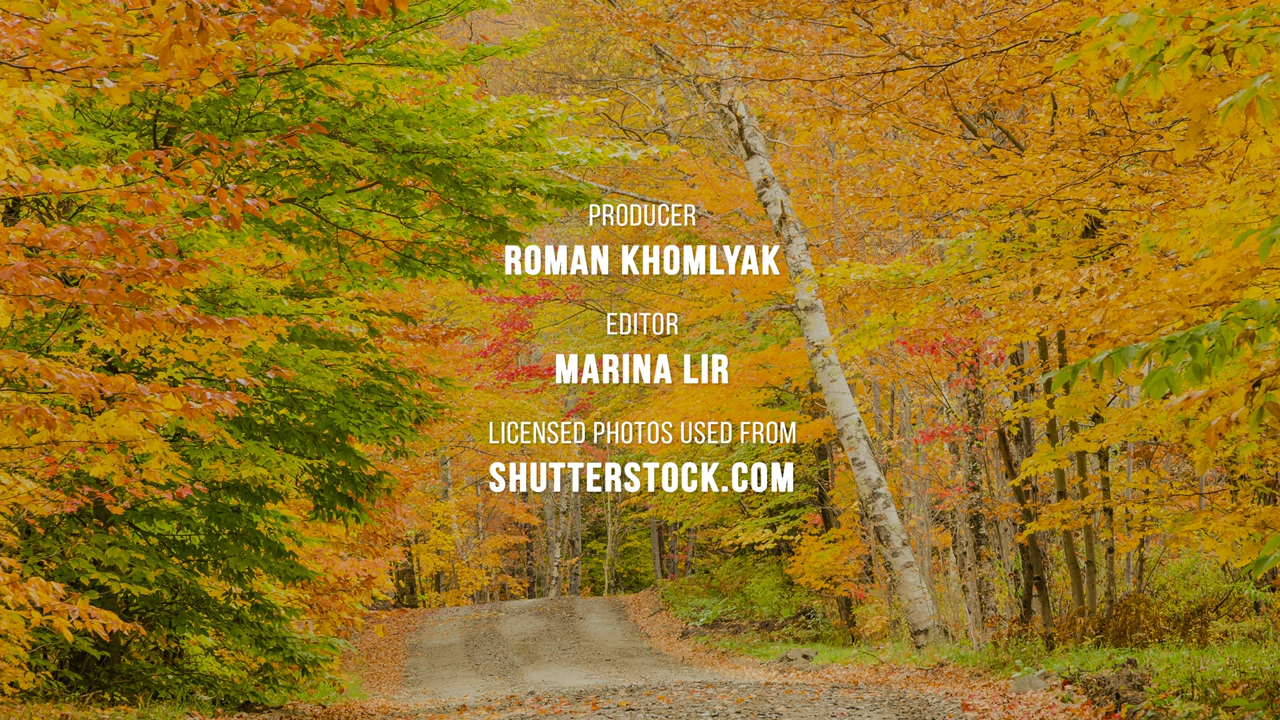 PRODUCER
ROMAN KHOMLYAK
EDITOR
MARINA LIR
LICENSED PHOTOS USED FROM
SHUTTERSTOCK.COM